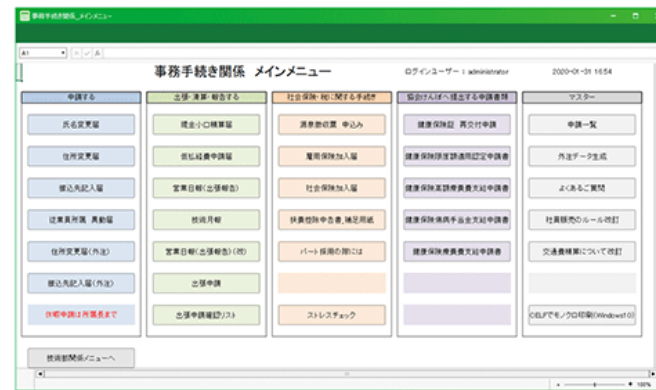 事務手続き関係_メインメニュー
A1
事務手続き関係 メインメニュー
ログインユーザー：administrator
2020-01-31 16:54
申請する
出張・清算・報告する
社会保険・税に関する手続き
協会けんぽへ提出する申請書類
マスター
氏名変更届
現金小口精算届
源泉徴収票 申込み
健康保険証 再交付申請
申請一覧
住所変更届
仮払経費申請届
雇用保険加入届
健康保険限度額適用認定申請書
外注データ生成
振込先記入届
営業日報(出張報告)
社会保険加入届
健康保険高額療養費支給申請書
よくあるご質問
従業員所属 異動届
技術月報
扶養控除申告書_補足用紙
健康保険傷病手当金支給申請書
社員販売のルール改訂
住所変更届(外注)
営業日報(出張報告)(改)
パート採用の際には
健康保険療養費支給申請書
交通費精算について改訂
振込先記入届(外注)
出張申請
休暇申請は所属長まで
出張申請確認リスト
ストレスチェック
CELFでモノクロ印刷(Windows10)
技術部関係メニューへ
100%